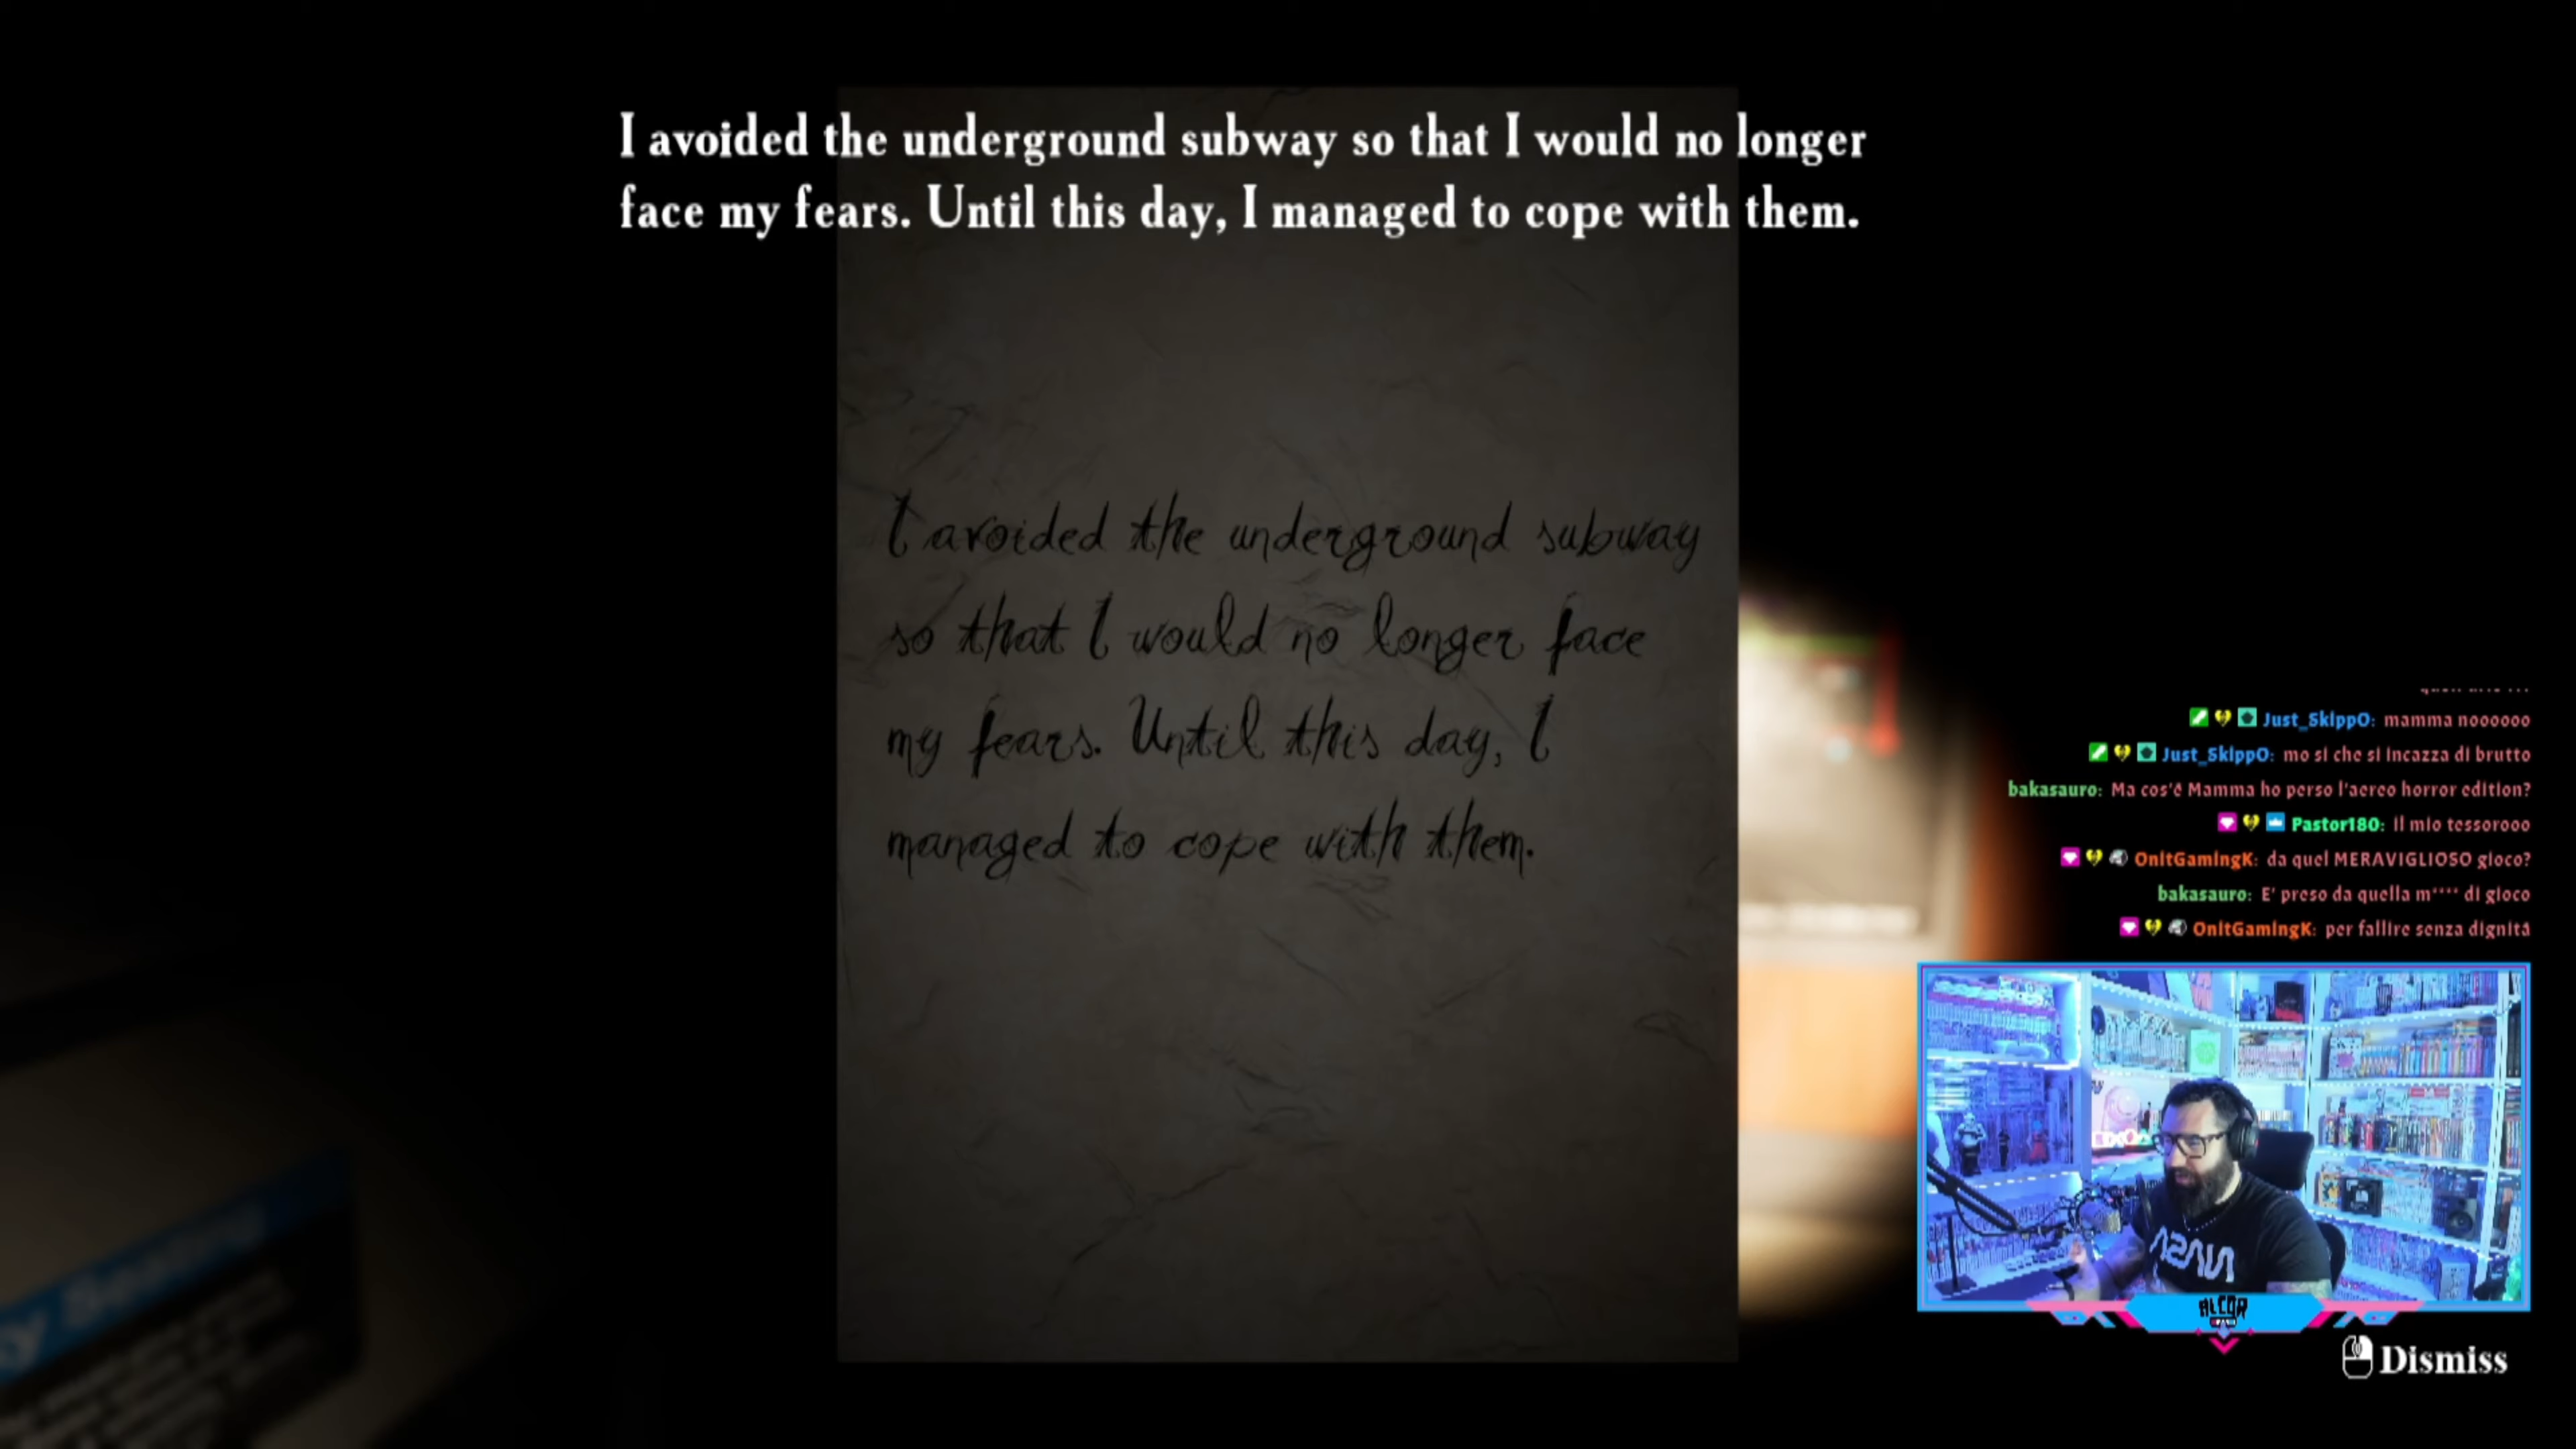 I avoided the underground subway so that I would no longer
face my fears. Until this day, I managed to cope with them.
I avoided the underground subway
so that I would no longer face
my fears. Until this day, I
managed to cope with them.
Just_SkippO: mamma noooooo
Just_SkippO: mo si che si incazza di brutto
bakasauro: Ma cos'é Mamma ho perso l'aereo horror edition?
Pastor180: il mio tessorooo
OnitGamingK: da quel MERAVIGLIOSO gioco?
bakasauro: E' preso da quella m**** di gioco
OnitGamingK: per fallire senza dignitá
NASA
ALCOR
Dismiss